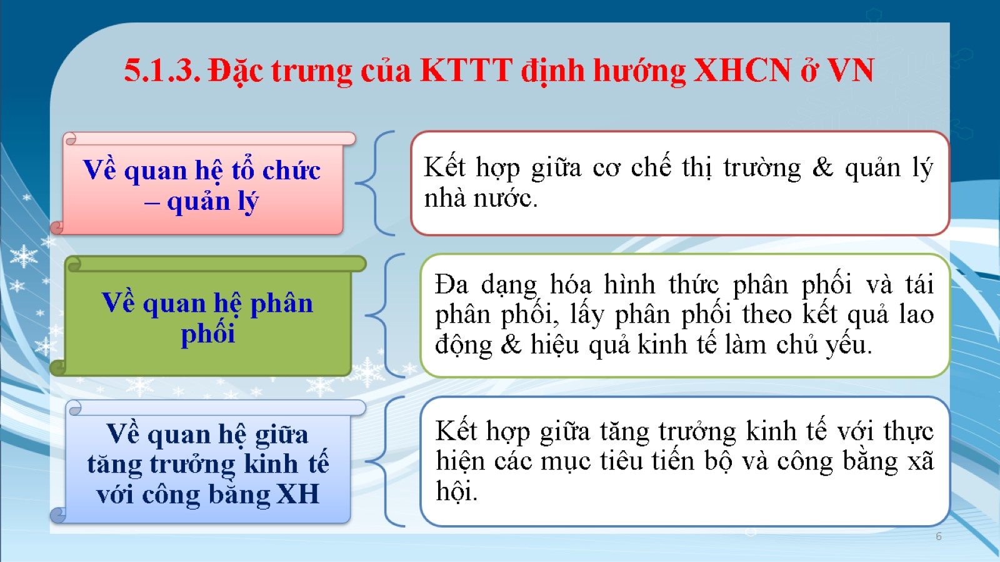 5.1.3. Đặc trưng của KTTT định hướng XHCN ở VN
Về quan hệ tổ chức
– quản lý
Kết hợp giữa cơ chế thị trường & quản lý
nhà nước.
Về quan hệ phân
phối
Đa dạng hóa hình thức phân phối và tái
phân phối, lấy phân phối theo kết quả lao
động & hiệu quả kinh tế làm chủ yếu.
Về quan hệ giữa
tăng trưởng kinh tế
với công bằng XH
Kết hợp giữa tăng trưởng kinh tế với thực
hiện các mục tiêu tiến bộ và công bằng xã
hội.
6